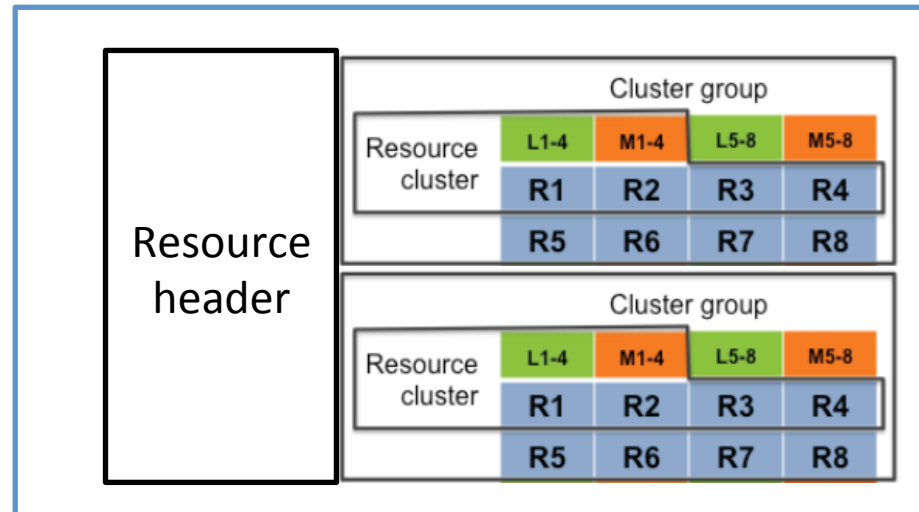 Resource
header
Cluster group
Resource
cluster
L1-4 M1-4 L5-8 M5-8
R1 R2 R3 R4
R5 R6 R7 R8
Cluster group
Resource
cluster
L1-4 M1-4 L5-8 M5-8
R1 R2 R3 R4
R5 R6 R7 R8